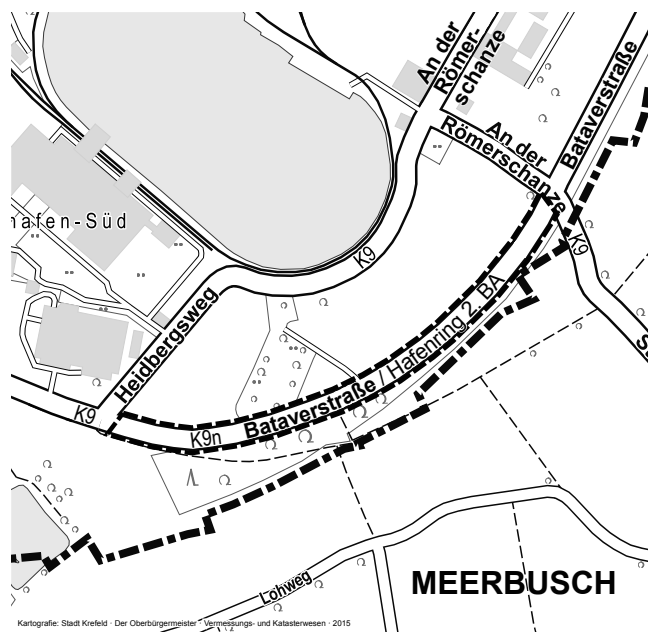 An der
Römer-
schanze
Bataverstraße
An der
Römerschanze
hafen-Süd
K9
K9
Heidbergsweg
Bataverstraße / Hafenring 2. BA
K9
K9n
Lohweg
MEERBUSCH
Kartografie: Stadt Krefeld · Der Oberbürgermeister · Vermessungs- und Katasterwesen · 2015